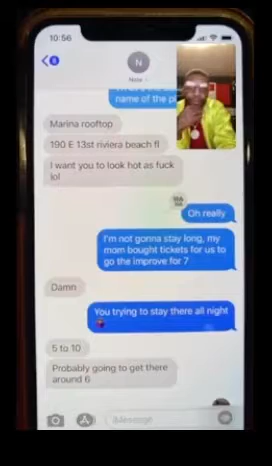 10:56
N
Nate
name of the pl
Marina rooftop
190 E 13st riviera beach fl
I want you to look hot as fuck
lol
Oh really
I'm not gonna stay long, my
mom bought tickets for us to
go the improve for 7
Damn
You trying to stay there all night
5 to 10
Probably going to get there
around 6
iMessage